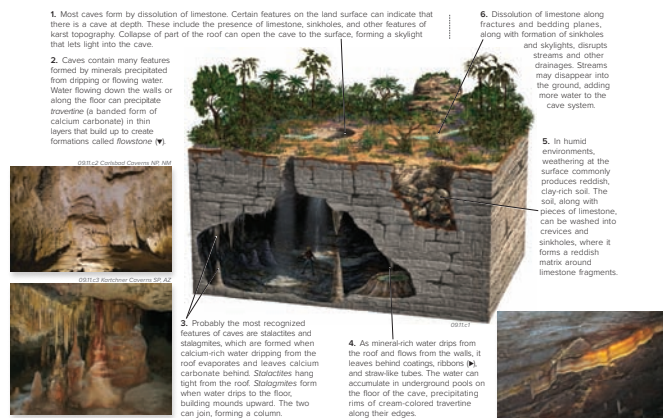 1. Most caves form by dissolution of limestone. Certain features on the land surface can indicate that
there is a cave at depth. These include the presence of limestone, sinkholes, and other features of
karst topography. Collapse of part of the roof can open the cave to the surface, forming a skylight
that lets light into the cave.
2. Caves contain many features
formed by minerals precipitated
from dripping or flowing water.
Water flowing down the walls or
along the floor can precipitate
travertine (a banded form of
calcium carbonate) in thin
layers that build up to create
formations called flowstone (▼).
09.11.c2 Carlsbad Caverns NP, NM
09.11.c3 Kartchner Caverns SP, AZ
3. Probably the most recognized
features of caves are stalactites and
stalagmites, which are formed when
calcium-rich water dripping from the
roof evaporates and leaves calcium
carbonate behind. Stalactites hang
tight from the roof. Stalagmites form
when water drips to the floor,
building mounds upward. The two
can join, forming a column.
4. As mineral-rich water drips from
the roof and flows from the walls, it
leaves behind coatings, ribbons (▶),
and straw-like tubes. The water can
accumulate in underground pools on
the floor of the cave, precipitating
rims of cream-colored travertine
along their edges.
09.11.c1
5. In humid
environments,
weathering at the
surface commonly
produces reddish,
clay-rich soil. The
soil, along with
pieces of limestone,
can be washed into
crevices and
sinkholes, where it
forms a reddish
matrix around
limestone fragments.
6. Dissolution of limestone along
fractures and bedding planes,
along with formation of sinkholes
and skylights, disrupts
streams and other
drainages. Streams
may disappear into
the ground, adding
more water to the
cave system.